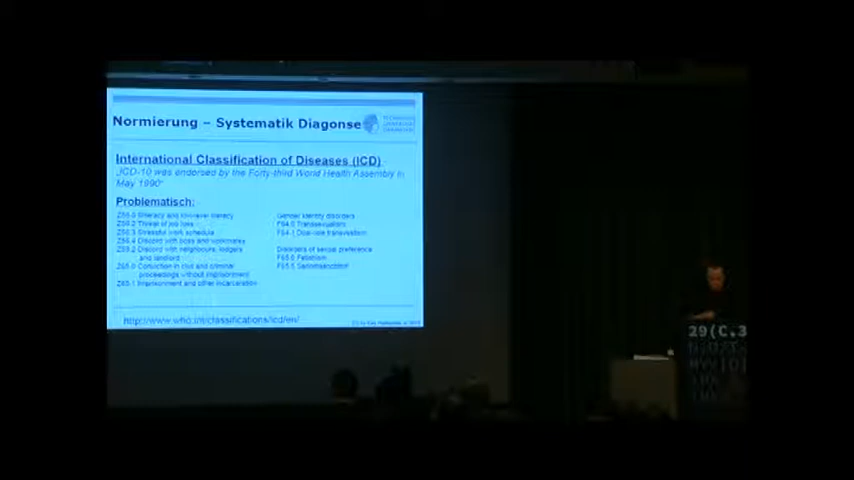 Normierung – Systematik Diagonse
International Classification of Diseases (ICD)
„ICD-10 was endorsed by the Forty-third World Health Assembly in
May 1990“
Problematisch:
Z55.0 Illiteracy and low-level literacy
Z56.2 Threat of job loss
Z56.3 Stressful work schedule
Z56.4 Discord with boss and workmates
Z59.2 Discord with neighbours, lodgers
and landlord
Z65.0 Conviction in civil and criminal
proceedings without imprisonment
Z65.1 Imprisonment and other incarceration
Gender identity disorders
F64.0 Transsexualism
F64.1 Dual-role transvestism
Disorders of sexual preference
F65.0 Fetishism
F65.5 Sadomasochism
http://www.who.int/classifications/icd/en/
29(C.3